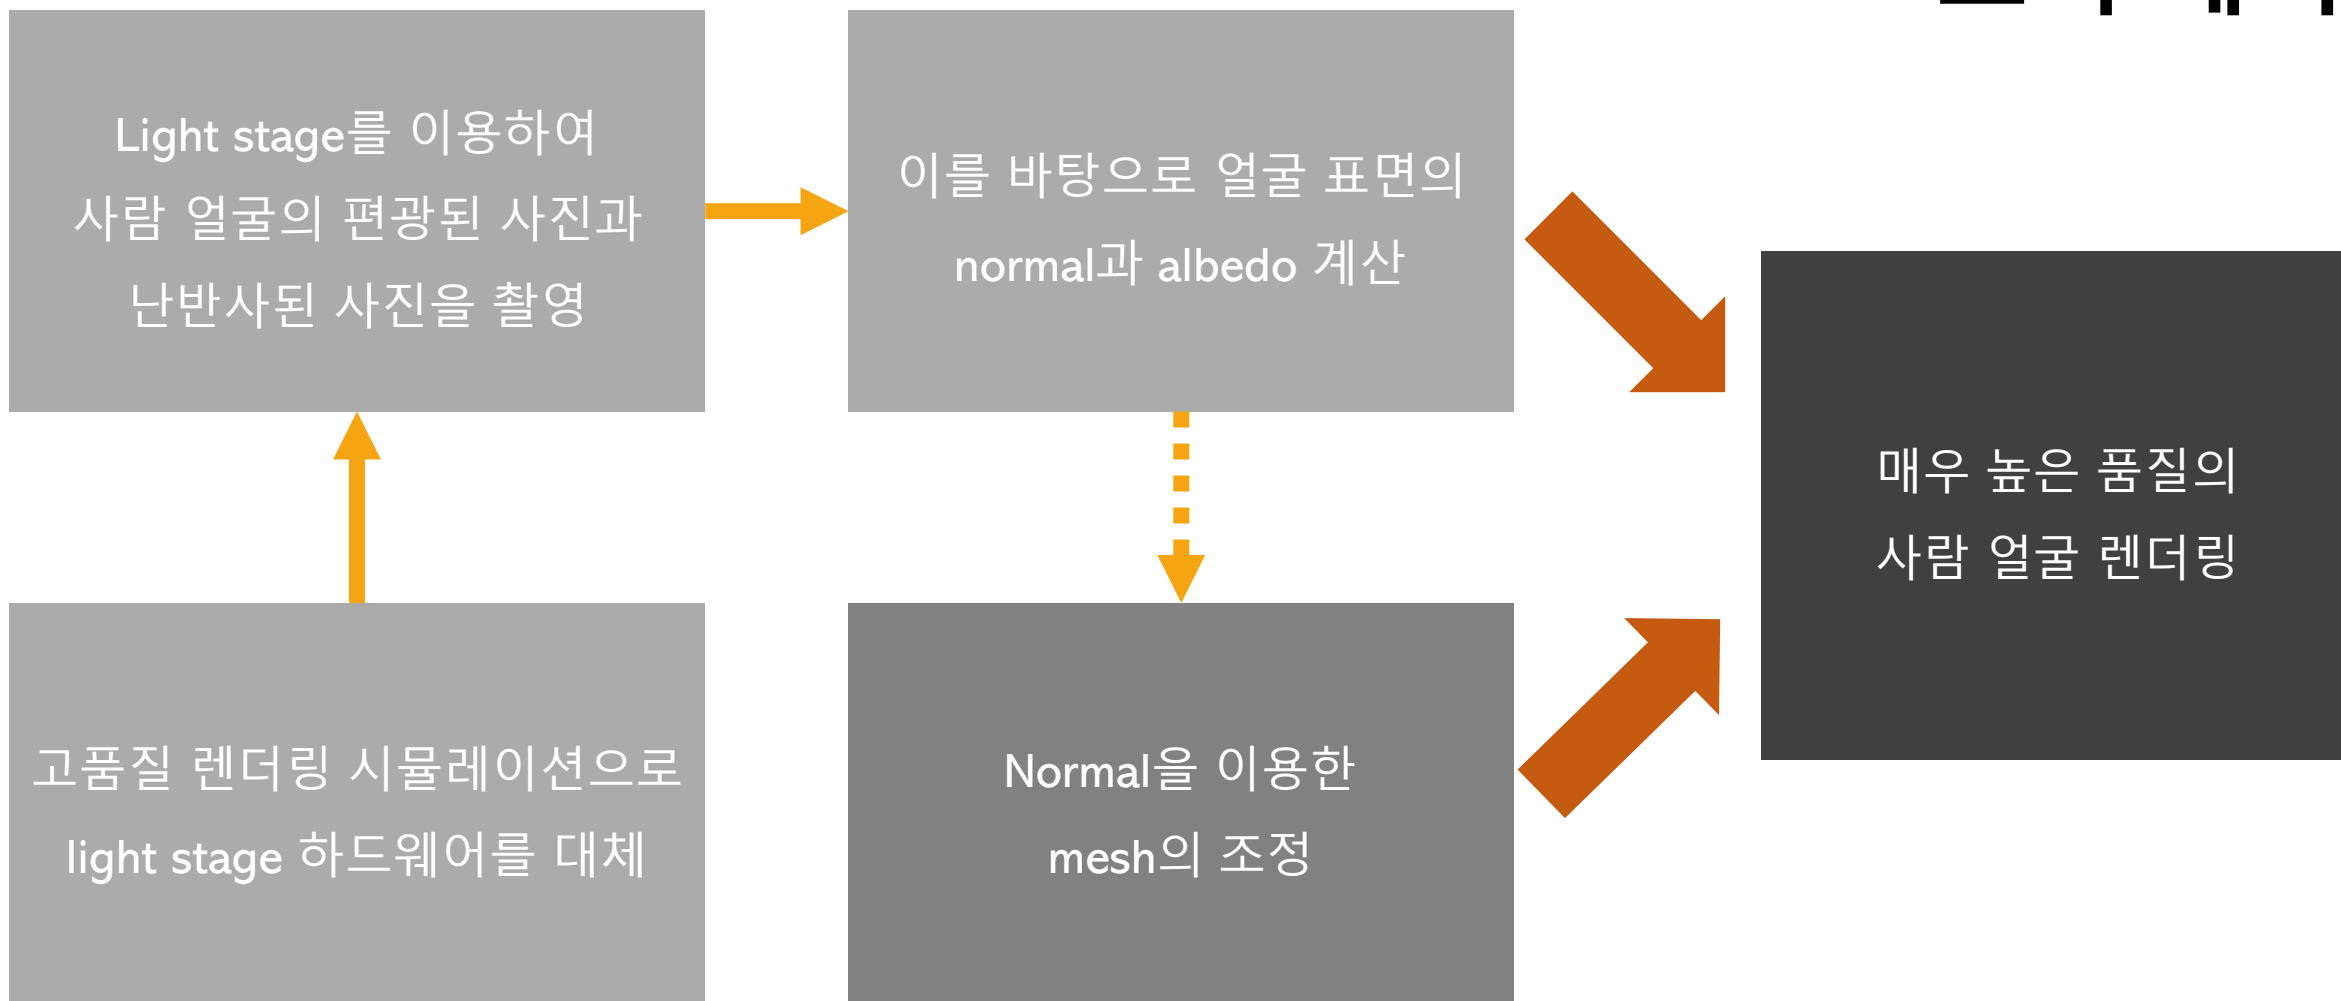 Light stage를 이용하여
사람 얼굴의 편광된 사진과
난반사된 사진을 촬영
이를 바탕으로 얼굴 표면의
normal과 albedo 계산
고품질 렌더링 시뮬레이션으로
light stage 하드웨어를 대체
Normal을 이용한
mesh의 조정
매우 높은 품질의
사람 얼굴 렌더링